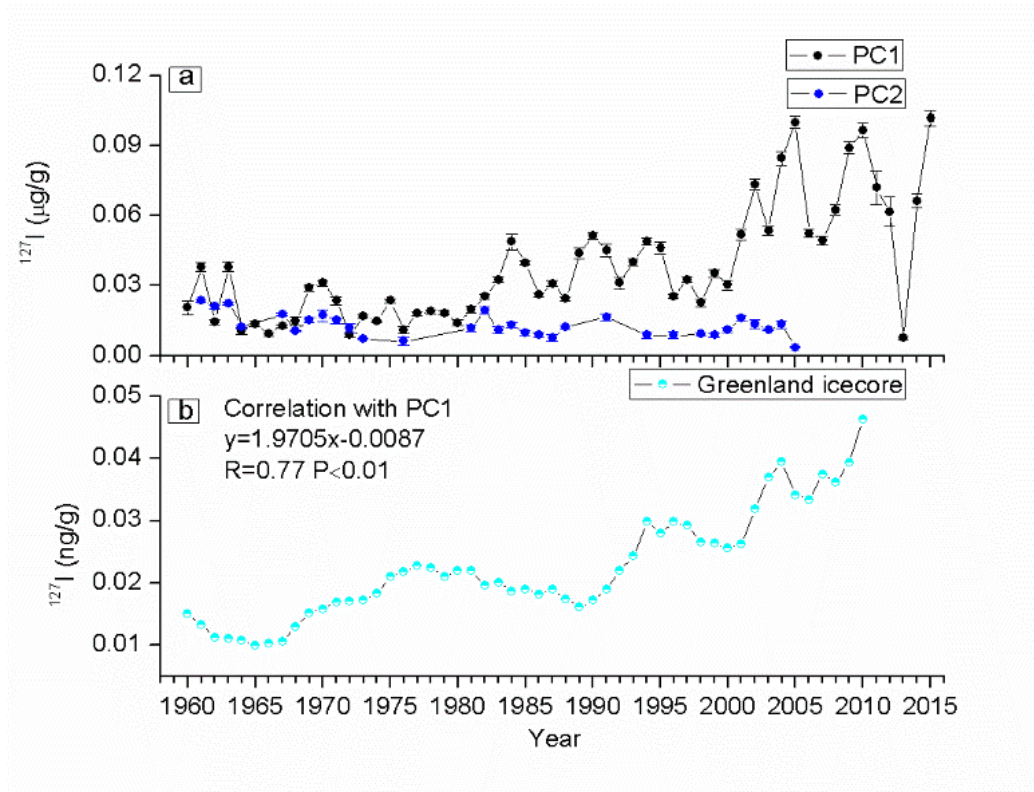 PC1
PC2
a
0.12
0.09
0.06
0.03
0.00
¹²⁷I (μg/g)
Greenland icecore
b
Correlation with PC1
y=1.9705x-0.0087
R=0.77 P<0.01
0.05
0.04
0.03
0.02
0.01
¹²⁷I (ng/g)
1960 1965 1970 1975 1980 1985 1990 1995 2000 2005 2010 2015
Year